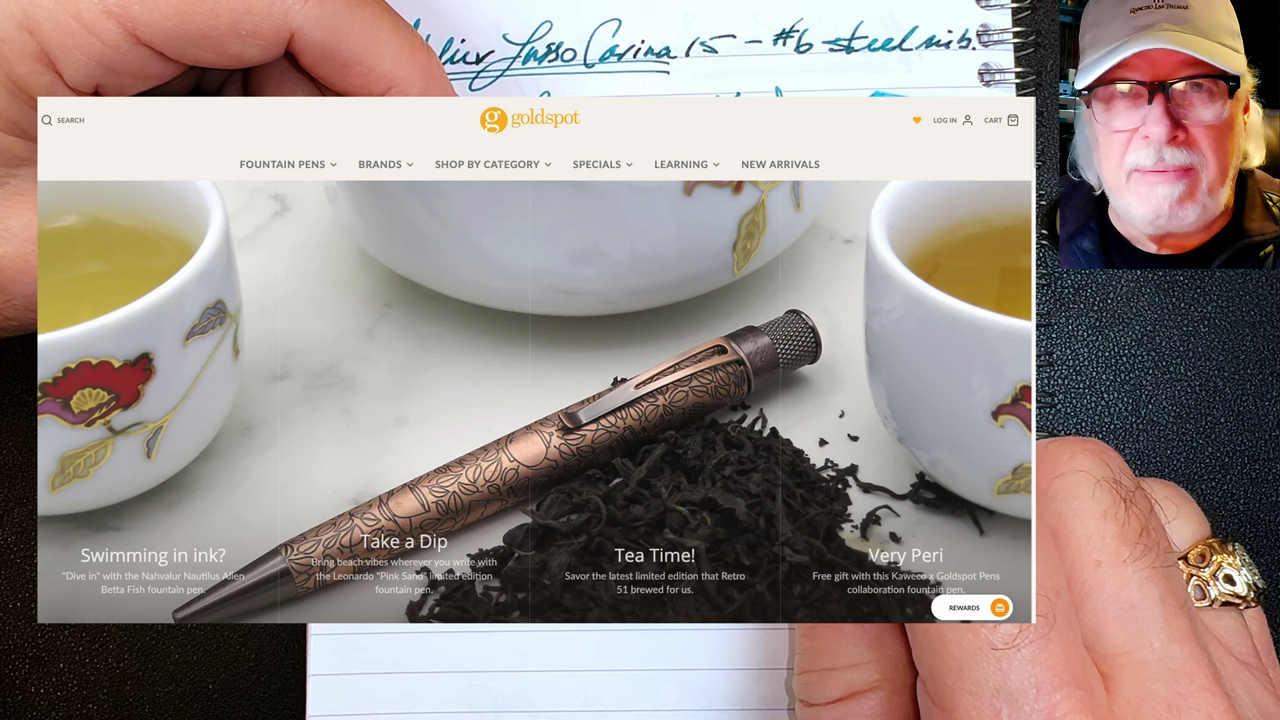 Carina 15 - #6 steel nib.
RANCHO LAS PALMAS
SEARCH
g goldspot
LOG IN
CART
FOUNTAIN PENS
BRANDS
SHOP BY CATEGORY
SPECIALS
LEARNING
NEW ARRIVALS
Swimming in ink?
"Dive in" with the Nahvalur Nautilus Alien
Betta Fish fountain pen.
Take a Dip
Bring beach vibes wherever you write with
the Leonardo "Pink Sand" limited edition
fountain pen.
Tea Time!
Savor the latest limited edition that Retro
51 brewed for us.
Very Peri
Free gift with this Kaweco x Goldspot Pens
collaboration fountain pen.
REWARDS